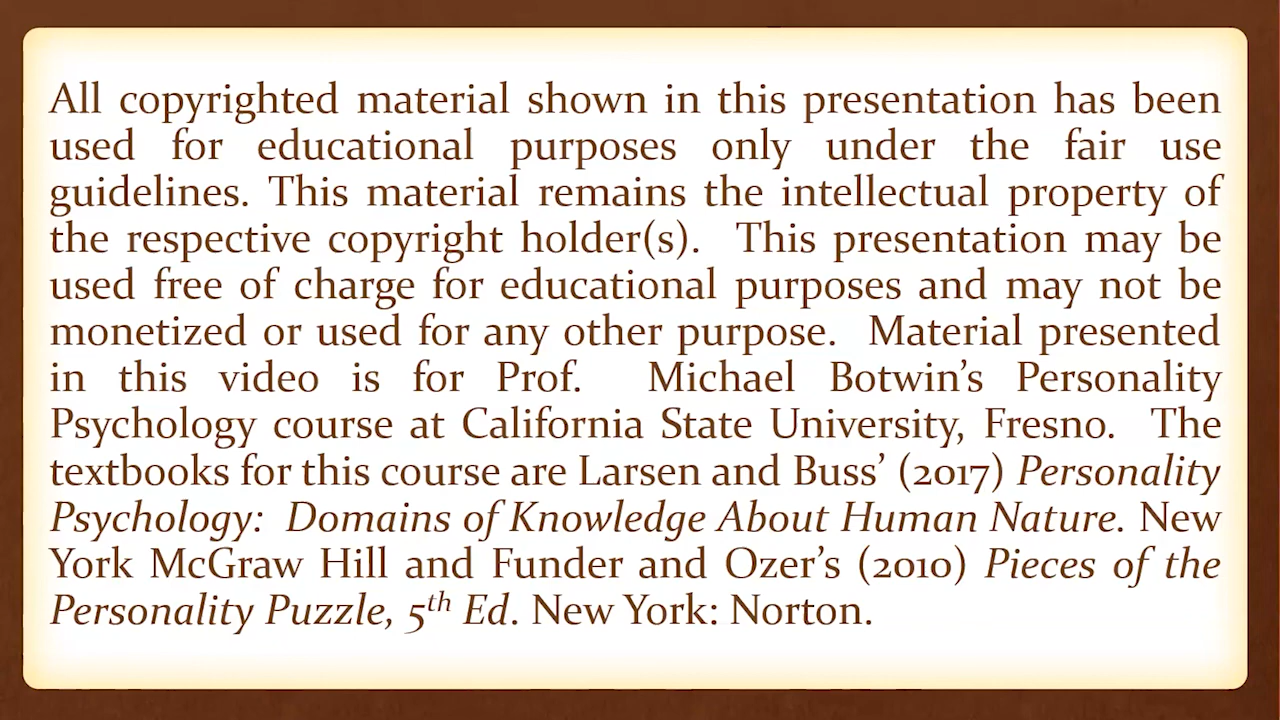 All copyrighted material shown in this presentation has been
used for educational purposes only under the fair use
guidelines. This material remains the intellectual property of
the respective copyright holder(s).  This presentation may be
used free of charge for educational purposes and may not be
monetized or used for any other purpose.  Material presented
in this video is for Prof.  Michael Botwin’s Personality
Psychology course at California State University, Fresno.  The
textbooks for this course are Larsen and Buss’ (2017) Personality
Psychology:  Domains of Knowledge About Human Nature. New
York McGraw Hill and Funder and Ozer’s (2010) Pieces of the
Personality Puzzle, 5th Ed. New York: Norton.